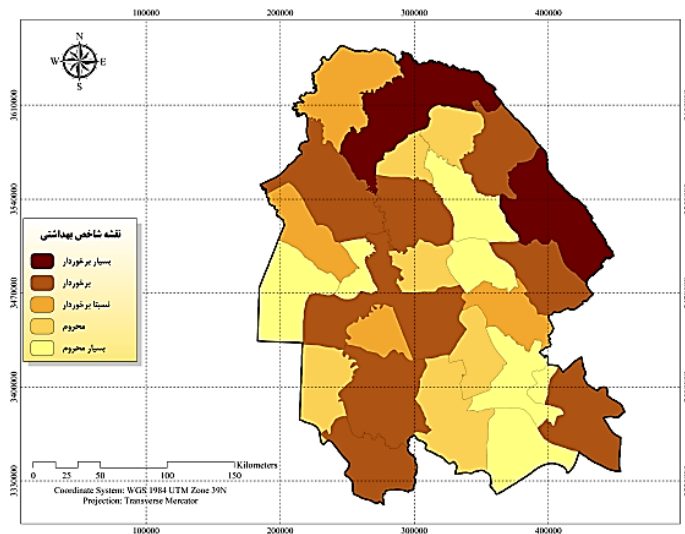 100000 200000 300000 400000
N
W E
S
3610000
3540000
نقشه شاخص بهداشتی
بسیار برخوردار
برخوردار
نسبتا برخوردار
محروم
بسیار محروم
3470000
3400000
3330000
Kilometers
0 25 50 100 150
Coordinate System: WGS 1984 UTM Zone 39N
Projection: Transverse Mercator
100000 200000 300000 400000